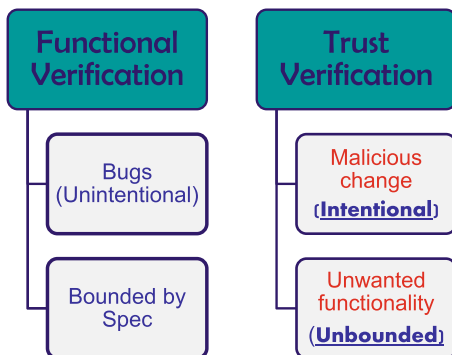 Functional
Verification
Bugs
(Unintentional)
Bounded by
Spec
Trust
Verification
Malicious
change
(Intentional)
Unwanted
functionality
(Unbounded)